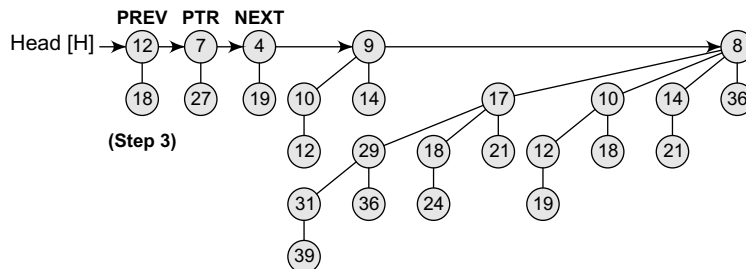 PREV PTR NEXT
Head [H] 12 7 4 9 8
18 27 19 10 14 17 10 14 36
(Step 3) 12 29 18 21 12 18 21
31 36 24 19
39